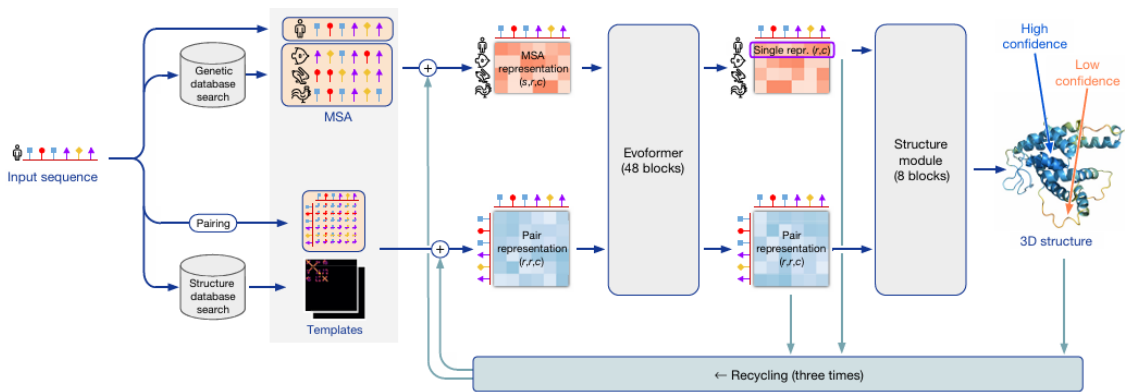 Input sequence
Genetic
database
search
MSA
Pairing
Structure
database
search
Templates
+
+
MSA
representation
(s,r,c)
Pair
representation
(r,r,c)
Evoformer
(48 blocks)
Single repr. (r,c)
Pair
representation
(r,r,c)
Structure
module
(8 blocks)
High
confidence
Low
confidence
3D structure
← Recycling (three times)